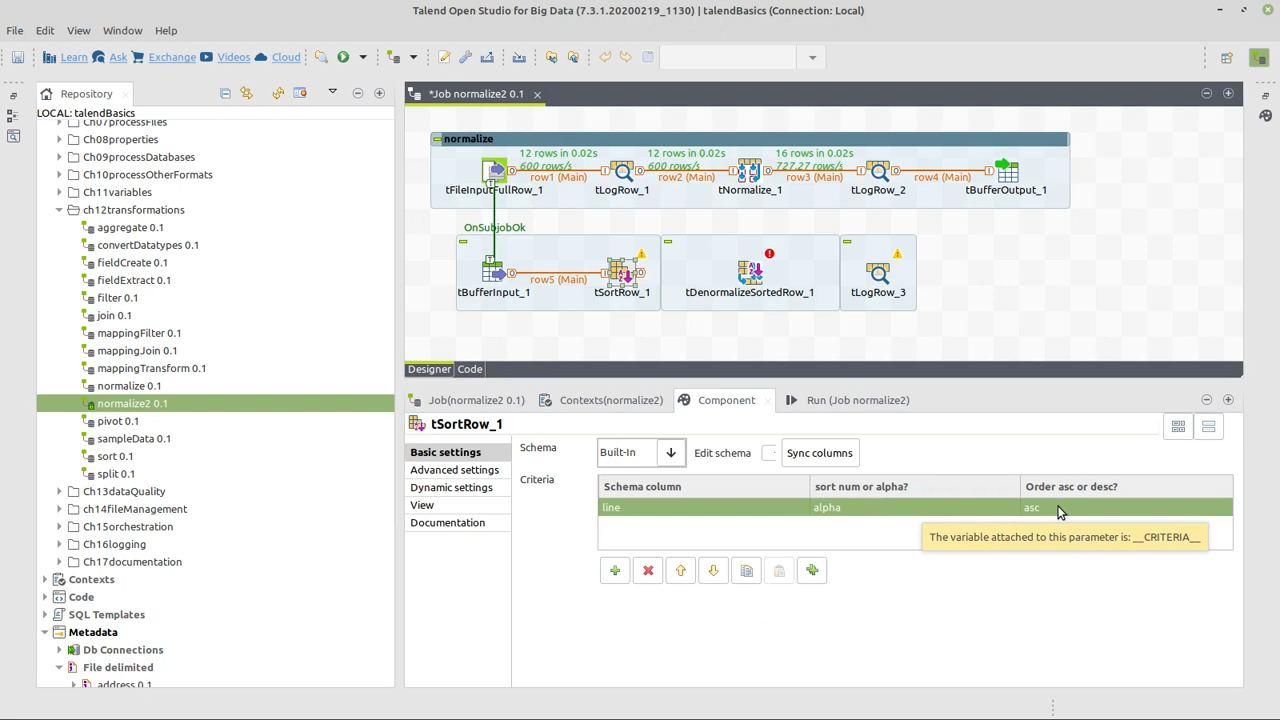 Talend Open Studio for Big Data (7.3.1.20200219_1130) | talendBasics (Connection: Local)
File Edit View Window Help
Learn Ask Exchange Videos Cloud
Repository
LOCAL: talendBasics
Ch07processFiles
Ch08properties
Ch09processDatabases
Ch10processOtherFormats
Ch11variables
ch12transformations
aggregate 0.1
convertDatatypes 0.1
fieldCreate 0.1
fieldExtract 0.1
filter 0.1
join 0.1
mappingFilter 0.1
mappingJoin 0.1
mappingTransform 0.1
normalize 0.1
normalize2 0.1
pivot 0.1
sampleData 0.1
sort 0.1
split 0.1
Ch13dataQuality
ch14fileManagement
Ch15orchestration
Ch16logging
Ch17documentation
Contexts
Code
SQL Templates
Metadata
Db Connections
File delimited
address 0.1
*Job normalize2 0.1
normalize
12 rows in 0.02s 12 rows in 0.02s 16 rows in 0.02s
600 rows/s 600 rows/s 727.27 rows/s
row1 (Main) row2 (Main) row3 (Main) row4 (Main)
tFileInputFullRow_1 tLogRow_1 tNormalize_1 tLogRow_2 tBufferOutput_1
OnSubjobOk
row5 (Main)
tBufferInput_1 tSortRow_1 tDenormalizeSortedRow_1 tLogRow_3
Designer Code
Job(normalize2 0.1) Contexts(normalize2) Component Run (Job normalize2)
tSortRow_1
Basic settings
Advanced settings
Dynamic settings
View
Documentation
Schema Built-In Edit schema Sync columns
Criteria
Schema column sort num or alpha? Order asc or desc?
line alpha asc
The variable attached to this parameter is: __CRITERIA__